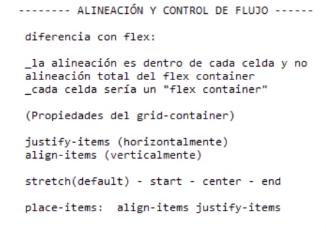 -------- ALINEACIÓN Y CONTROL DE FLUJO ------
diferencia con flex:
_la alineación es dentro de cada celda y no
alineación total del flex container
_cada celda sería un "flex container"
(Propiedades del grid-container)
justify-items (horizontalmente)
align-items (verticalmente)
stretch(default) - start - center - end
place-items:  align-items justify-items